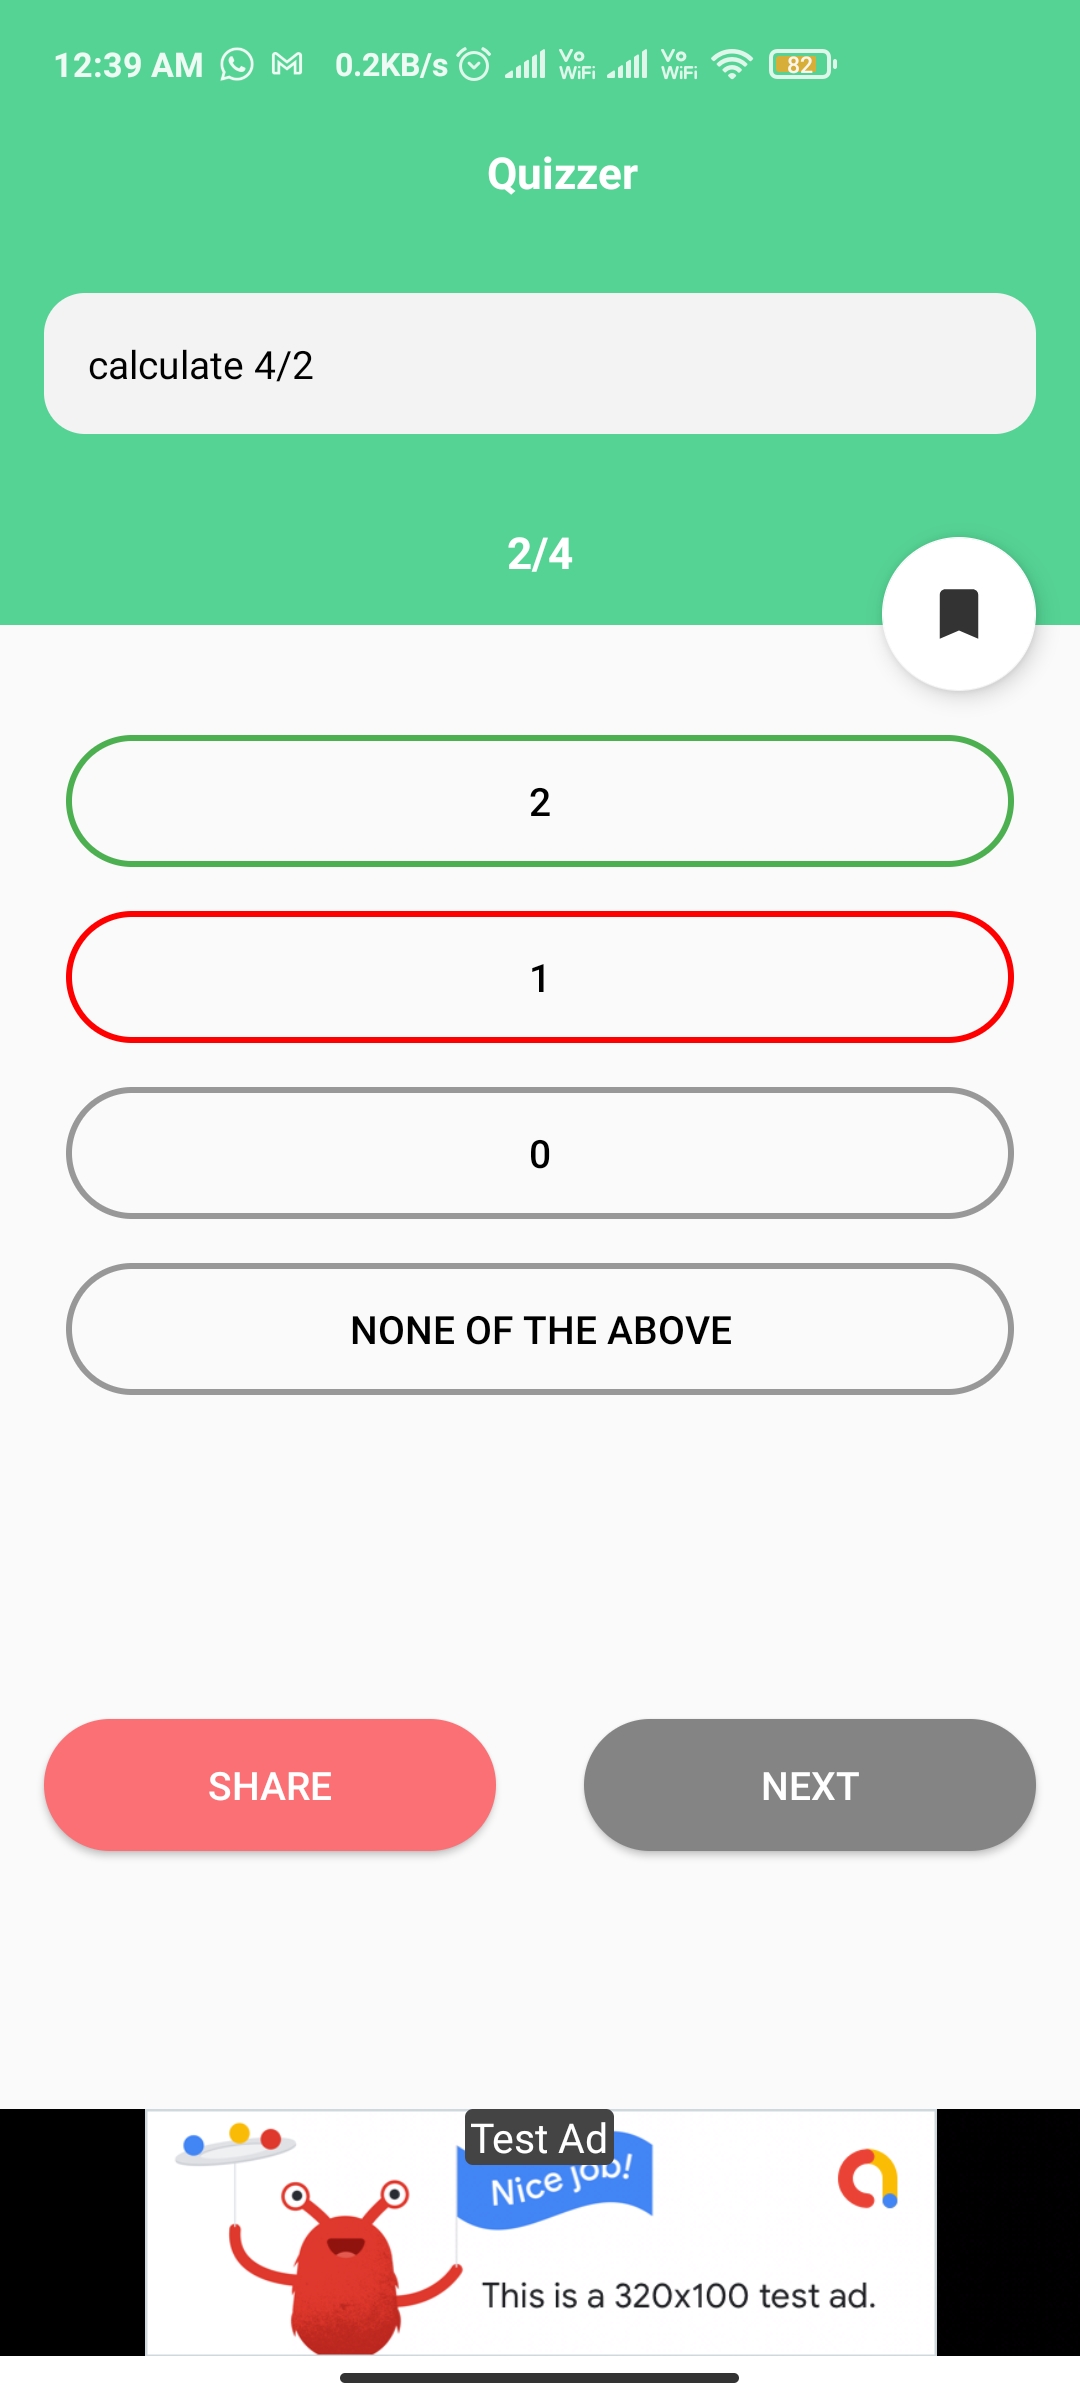 12:39 AM 0.2KB/s Vo WiFi Vo WiFi 82
Quizzer
calculate 4/2
2/4
2
1
0
NONE OF THE ABOVE
SHARE
NEXT
Test Ad
Nice job!
This is a 320x100 test ad.